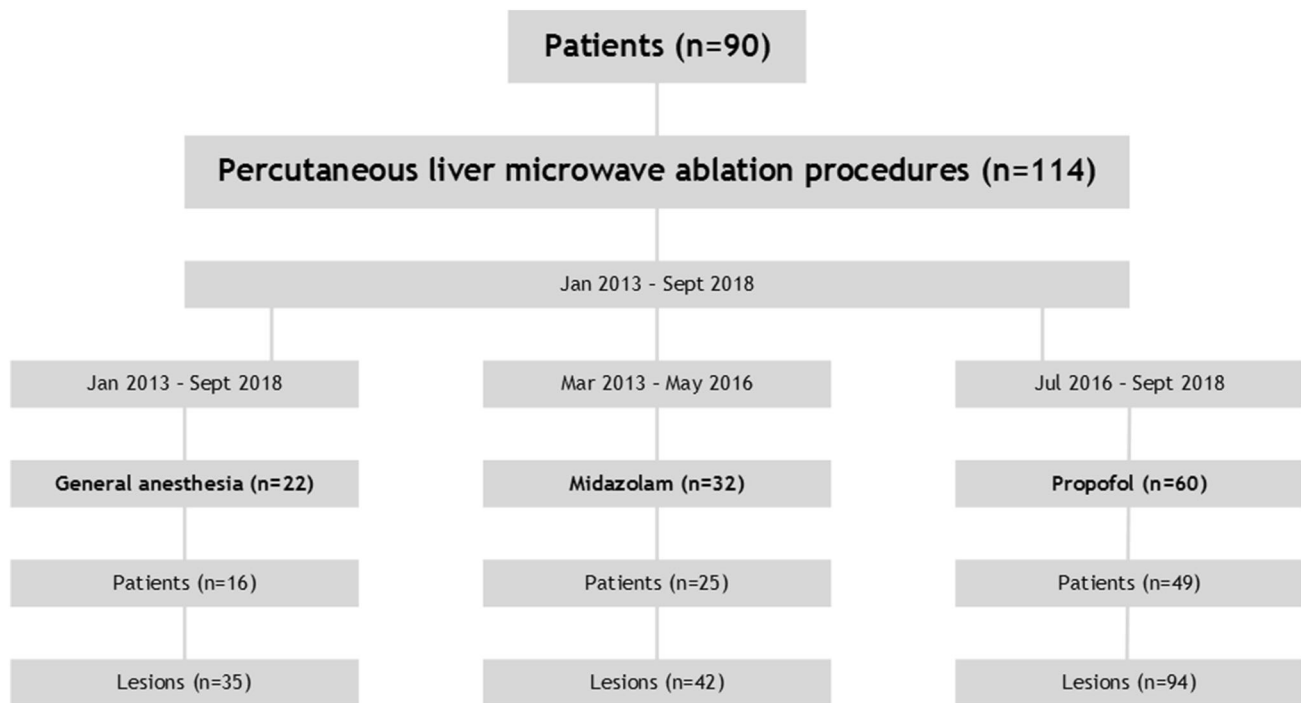 Patients (n=90)
Percutaneous liver microwave ablation procedures (n=114)
Jan 2013 - Sept 2018
Jan 2013 - Sept 2018
Mar 2013 - May 2016
Jul 2016 - Sept 2018
General anesthesia (n=22)
Midazolam (n=32)
Propofol (n=60)
Patients (n=16)
Patients (n=25)
Patients (n=49)
Lesions (n=35)
Lesions (n=42)
Lesions (n=94)